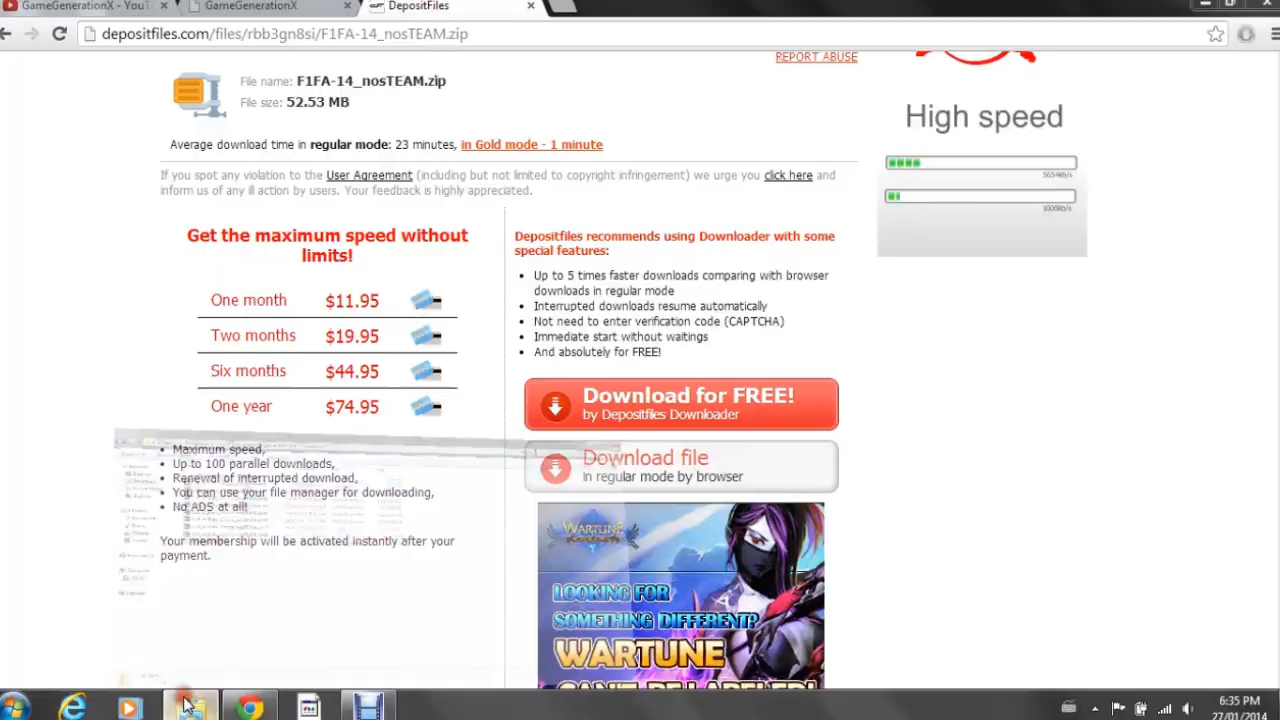 GameGenerationX - YouT
GameGenerationX
DepositFiles
depositfiles.com/files/rbb3gn8si/F1FA-14_nosTEAM.zip
REPORT ABUSE
File name: F1FA-14_nosTEAM.zip
File size: 52.53 MB
Average download time in regular mode: 23 minutes, in Gold mode - 1 minute
If you spot any violation to the User Agreement (including but not limited to copyright infringement) we urge you click here and
inform us of any ill action by users. Your feedback is highly appreciated.
Get the maximum speed without
limits!
One month $11.95
Two months $19.95
Six months $44.95
One year $74.95
Maximum speed,
Up to 100 parallel downloads,
Renewal of interrupted download,
You can use your file manager for downloading,
No ADS at all!
Your membership will be activated instantly after your
payment.
Depositfiles recommends using Downloader with some
special features:
Up to 5 times faster downloads comparing with browser
downloads in regular mode
Interrupted downloads resume automatically
Not need to enter verification code (CAPTCHA)
Immediate start without waitings
And absolutely for FREE!
Download for FREE!
by Depositfiles Downloader
Download file
in regular mode by browser
WARTUNE
LOOKING FOR
SOMETHING DIFFERENT?
WARTUNE
CAN'T BE LABELED!
High speed
5654kb/s
1000kb/s
6:35 PM
27/01/2014